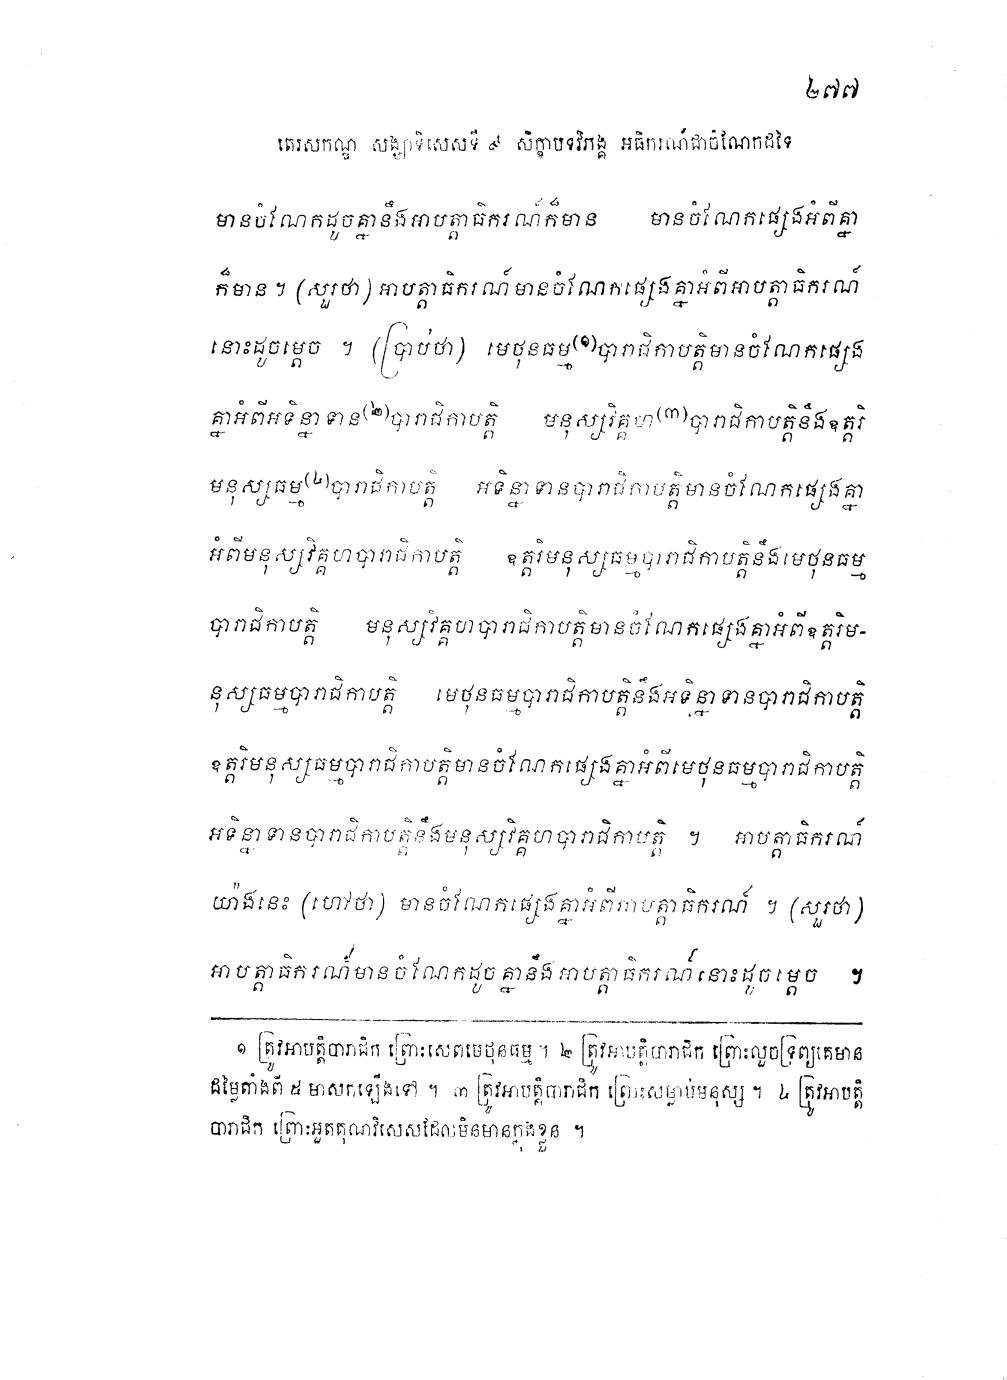 ២៧៧
តេរសកណ្ឌ សង្ឃាទិសេសទី ៩ សិក្ខាបទវិភង្គ អធិករណ៍ជាចំណែកដទៃ
មានចំណែកដូចគ្នានឹងអាបត្តាធិករណ៍ក៏មាន មានចំណែកផ្សេងអំពីគ្នា
ក៏មាន ។ (សួរថា) អាបត្តាធិករណ៍មានចំណែកផ្សេងគ្នាអំពីអាបត្តាធិករណ៍
នោះដូចម្តេច ។ (ប្រាប់ថា) មេថុនធម្ម(១)បារាជិកាបត្តិមានចំណែកផ្សេង
គ្នាអំពីអទិន្នាទាន(២)បារាជិកាបត្តិ មនុស្សវិគ្គហ(៣)បារាជិកាបត្តិនឹងឧត្តរិ
មនុស្សធម្ម(៤)បារាជិកាបត្តិ អទិន្នាទានបារាជិកាបត្តិមានចំណែកផ្សេងគ្នា
អំពីមនុស្សវិគ្គហបារាជិកាបត្តិ ឧត្តរិមនុស្សធម្មបារាជិកាបត្តិនឹងមេថុនធម្ម
បារាជិកាបត្តិ មនុស្សវិគ្គហបារាជិកាបត្តិមានចំណែកផ្សេងគ្នាអំពីឧត្តរិម-
នុស្សធម្មបារាជិកាបត្តិ មេថុនធម្មបារាជិកាបត្តិនឹងអទិន្នាទានបារាជិកាបត្តិ
ឧត្តរិមនុស្សធម្មបារាជិកាបត្តិមានចំណែកផ្សេងគ្នាអំពីមេថុនធម្មបារាជិកាបត្តិ
អទិន្នាទានបារាជិកាបត្តិនឹងមនុស្សវិគ្គហបារាជិកាបត្តិ ។ អាបត្តាធិករណ៍
យ៉ាងនេះ (ហៅថា) មានចំណែកផ្សេងគ្នាអំពីអាបត្តាធិករណ៍ ។ (សួរថា)
អាបត្តាធិករណ៍មានចំណែកដូចគ្នានឹងអាបត្តាធិករណ៍នោះដូចម្តេច ។
១ ត្រូវអាបត្តិបារាជិក ព្រោះសេពមេថុនធម្ម ។ ២ ត្រូវអាបត្តិបារាជិក ព្រោះលួចទ្រព្យគេមាន
ដម្លៃតាំងពី ៥ មាសកឡើងទៅ ។ ៣ ត្រូវអាបត្តិបារាជិក ព្រោះសម្លាប់មនុស្ស ។ ៤ ត្រូវអាបត្តិ
បារាជិក ព្រោះអួតគុណវិសេសដែលមិនមានក្នុងខ្លួន ។